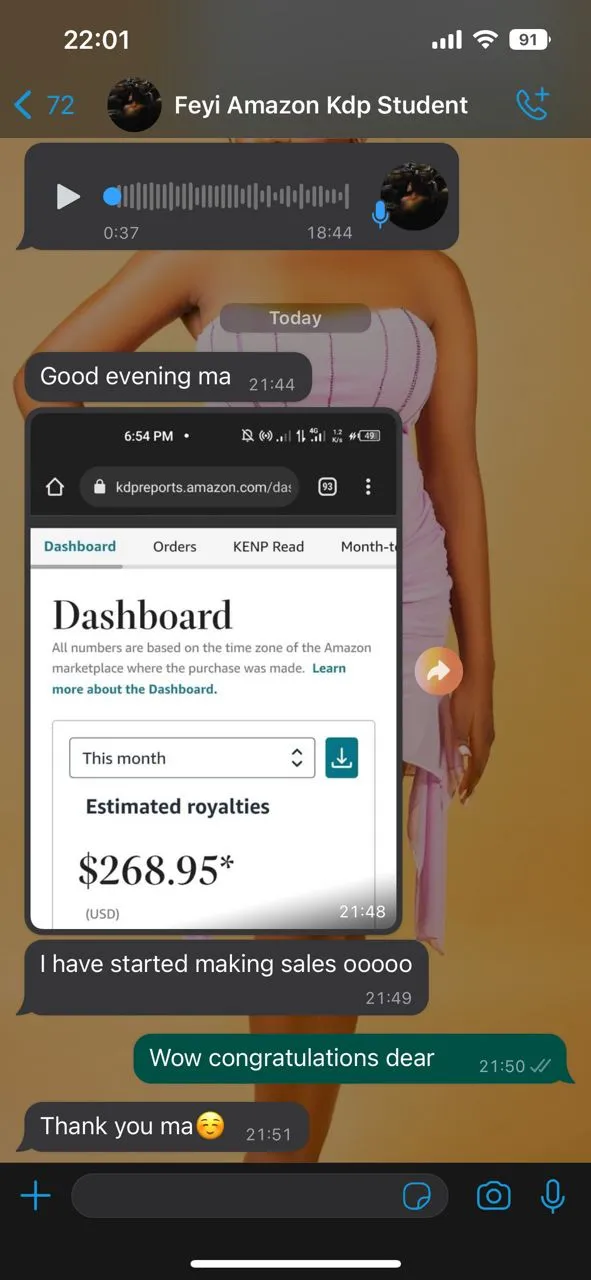 22:01
91
72
Feyi Amazon Kdp Student
0:37
18:44
Today
Good evening ma
21:44
6:54 PM •
4G
1.2
K/s
49
kdpreports.amazon.com/das
93
Dashboard
Orders
KENP Read
Month-t
Dashboard
All numbers are based on the time zone of the Amazon
marketplace where the purchase was made. Learn
more about the Dashboard.
This month
Estimated royalties
$268.95*
(USD)
21:48
I have started making sales ooooo
21:49
Wow congratulations dear
21:50
Thank you ma☺️
21:51